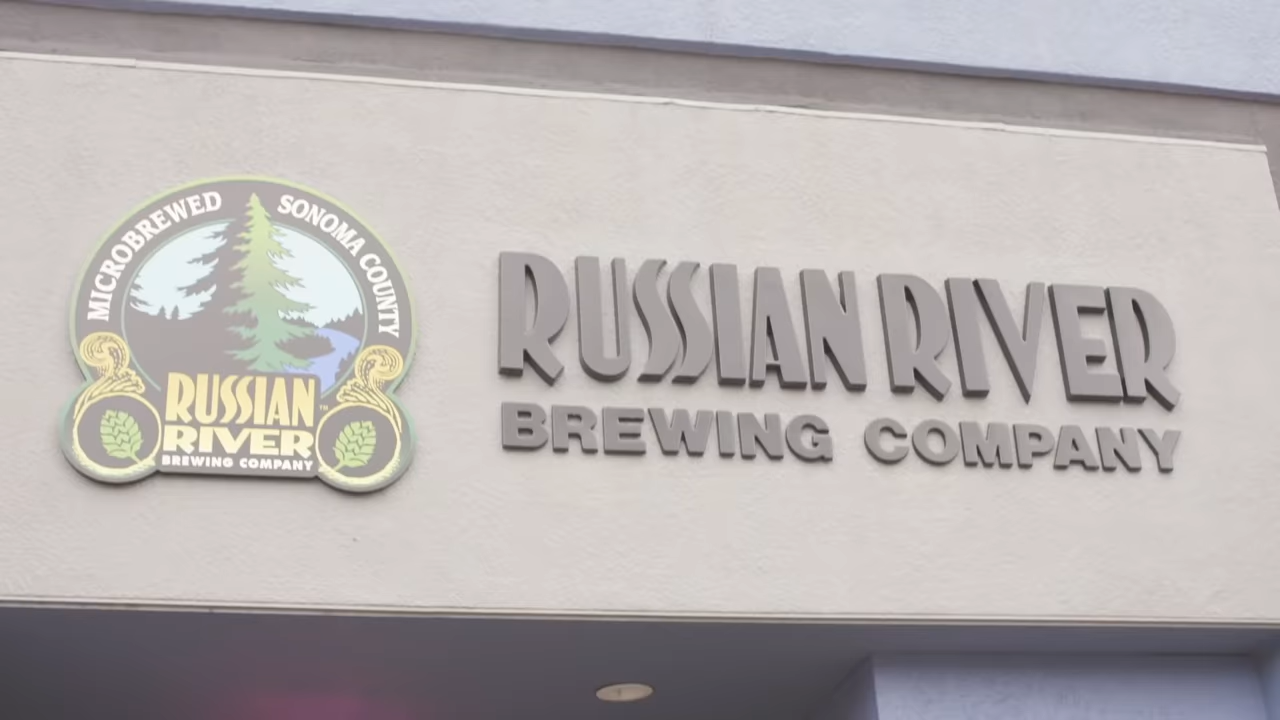 MICROBREWED SONOMA COUNTY
RUSSIAN
RIVER
BREWING COMPANY
RUSSIAN RIVER
BREWING COMPANY